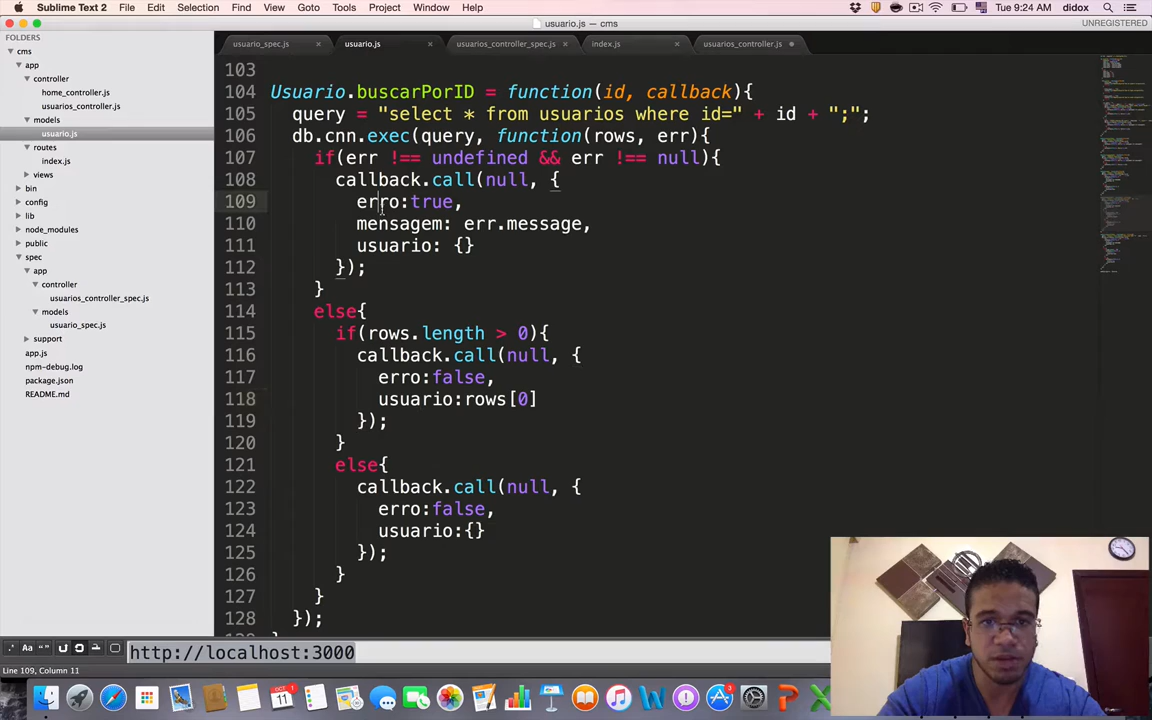 Sublime Text 2 File Edit Selection Find View Goto Tools Project Window Help Tue 9:24 AM didox
usuario.js — cms UNREGISTERED
FOLDERS
cms
app
controller
home_controller.js
usuarios_controller.js
models
usuario.js
routes
index.js
views
bin
config
lib
node_modules
public
spec
app
controller
usuarios_controller_spec.js
models
usuario_spec.js
support
app.js
npm-debug.log
package.json
README.md
usuario_spec.js usuario.js usuarios_controller_spec.js index.js usuarios_controller.js
103
104 Usuario.buscarPorID = function(id, callback){
105 query = "select * from usuarios where id=" + id + ";";
106 db.cnn.exec(query, function(rows, err){
107 if(err !== undefined && err !== null){
108 callback.call(null, {
109 erro:true,
110 mensagem: err.message,
111 usuario: {}
112 });
113 }
114 else{
115 if(rows.length > 0){
116 callback.call(null, {
117 erro:false,
118 usuario:rows[0]
119 });
120 }
121 else{
122 callback.call(null, {
123 erro:false,
124 usuario:{}
125 });
126 }
127 }
128 });
http://localhost:3000
Line 109, Column 11